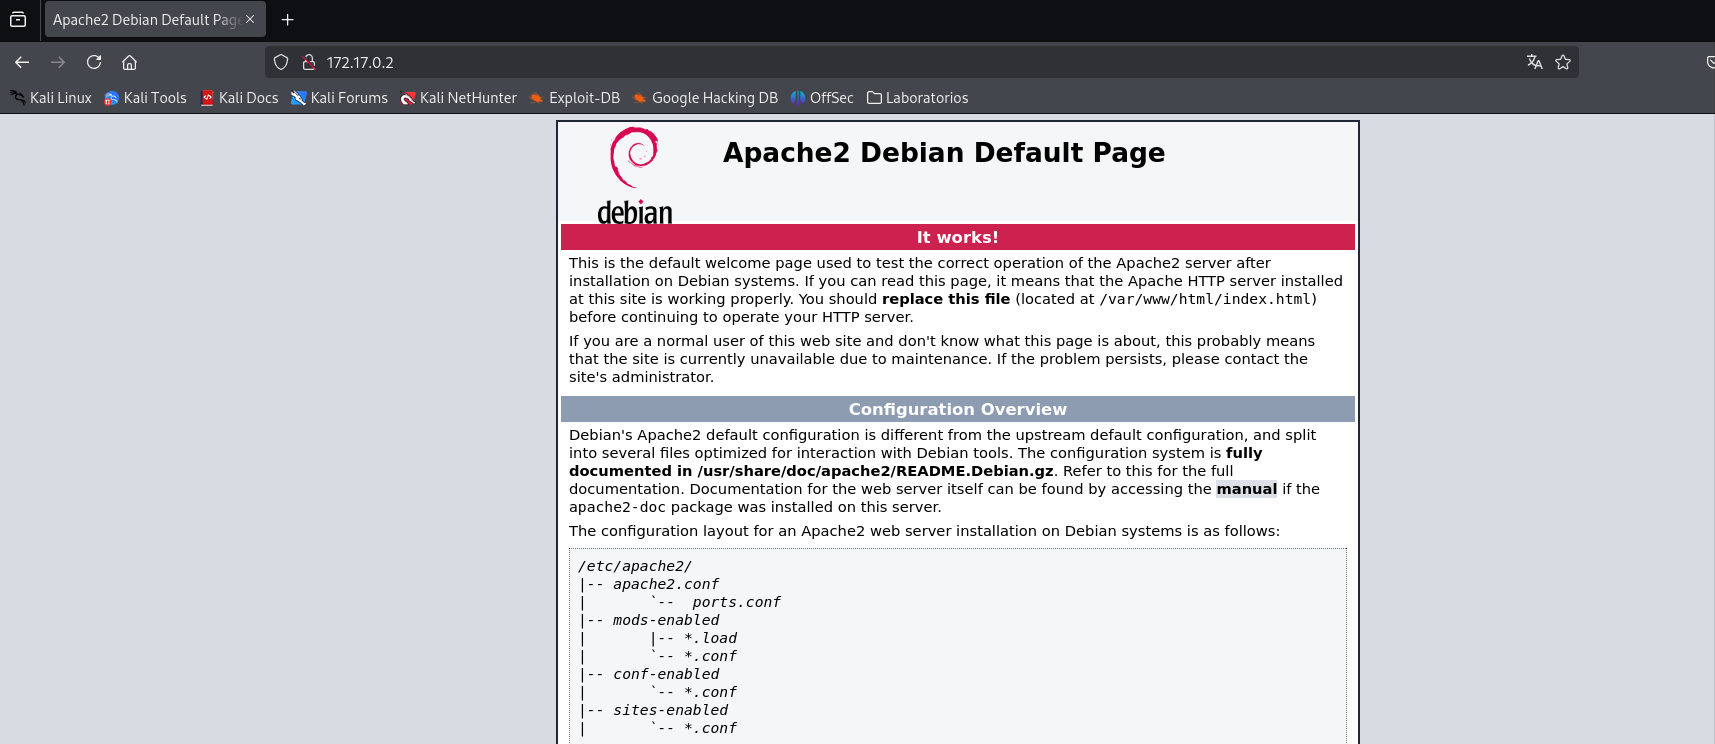 Apache2 Debian Default Page
172.17.0.2
Kali Linux Kali Tools Kali Docs Kali Forums Kali NetHunter Exploit-DB Google Hacking DB OffSec Laboratorios
debian
Apache2 Debian Default Page
It works!
This is the default welcome page used to test the correct operation of the Apache2 server after
installation on Debian systems. If you can read this page, it means that the Apache HTTP server installed
at this site is working properly. You should replace this file (located at /var/www/html/index.html)
before continuing to operate your HTTP server.
If you are a normal user of this web site and don't know what this page is about, this probably means
that the site is currently unavailable due to maintenance. If the problem persists, please contact the
site's administrator.
Configuration Overview
Debian's Apache2 default configuration is different from the upstream default configuration, and split
into several files optimized for interaction with Debian tools. The configuration system is fully
documented in /usr/share/doc/apache2/README.Debian.gz. Refer to this for the full
documentation. Documentation for the web server itself can be found by accessing the manual if the
apache2-doc package was installed on this server.
The configuration layout for an Apache2 web server installation on Debian systems is as follows:
/etc/apache2/
|-- apache2.conf
|       `--  ports.conf
|-- mods-enabled
|       |-- *.load
|       `-- *.conf
|-- conf-enabled
|       `-- *.conf
|-- sites-enabled
|       `-- *.conf